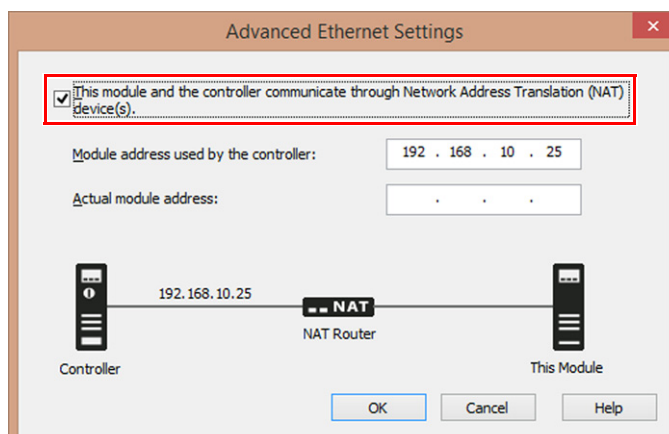 Advanced Ethernet Settings
This module and the controller communicate through Network Address Translation (NAT)
device(s).
Module address used by the controller:
192 . 168 . 10 . 25
Actual module address:
. . .
192.168.10.25
NAT
NAT Router
Controller
This Module
OK
Cancel
Help